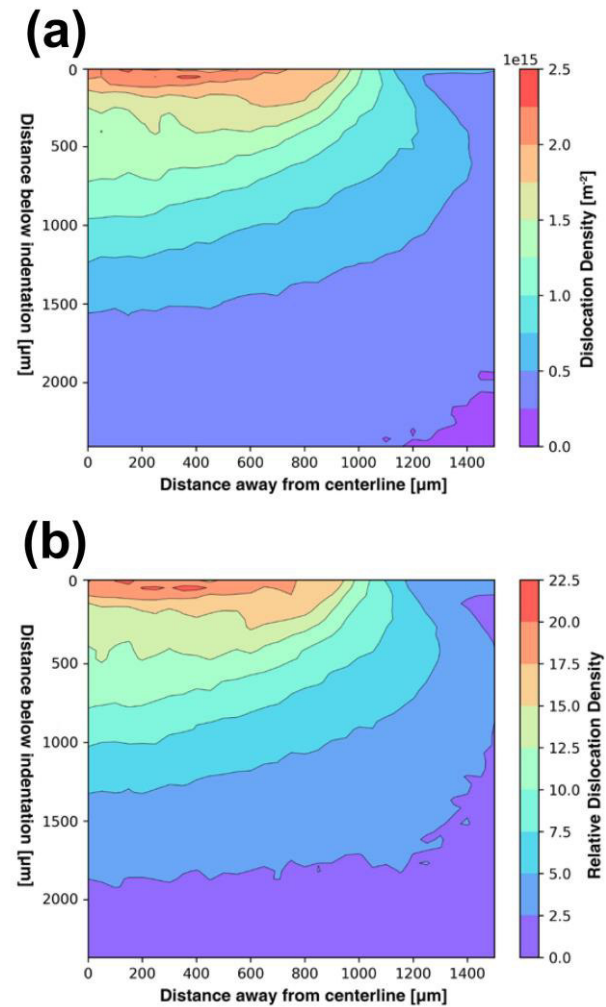 (a)
1e15
0
500
1000
1500
2000
Distance below indentation [µm]
0 200 400 600 800 1000 1200 1400
Distance away from centerline [µm]
2.5
2.0
1.5
1.0
0.5
0.0
Dislocation Density [m⁻²]
(b)
0
500
1000
1500
2000
Distance below indentation [µm]
0 200 400 600 800 1000 1200 1400
Distance away from centerline [µm]
22.5
20.0
17.5
15.0
12.5
10.0
7.5
5.0
2.5
0.0
Relative Dislocation Density